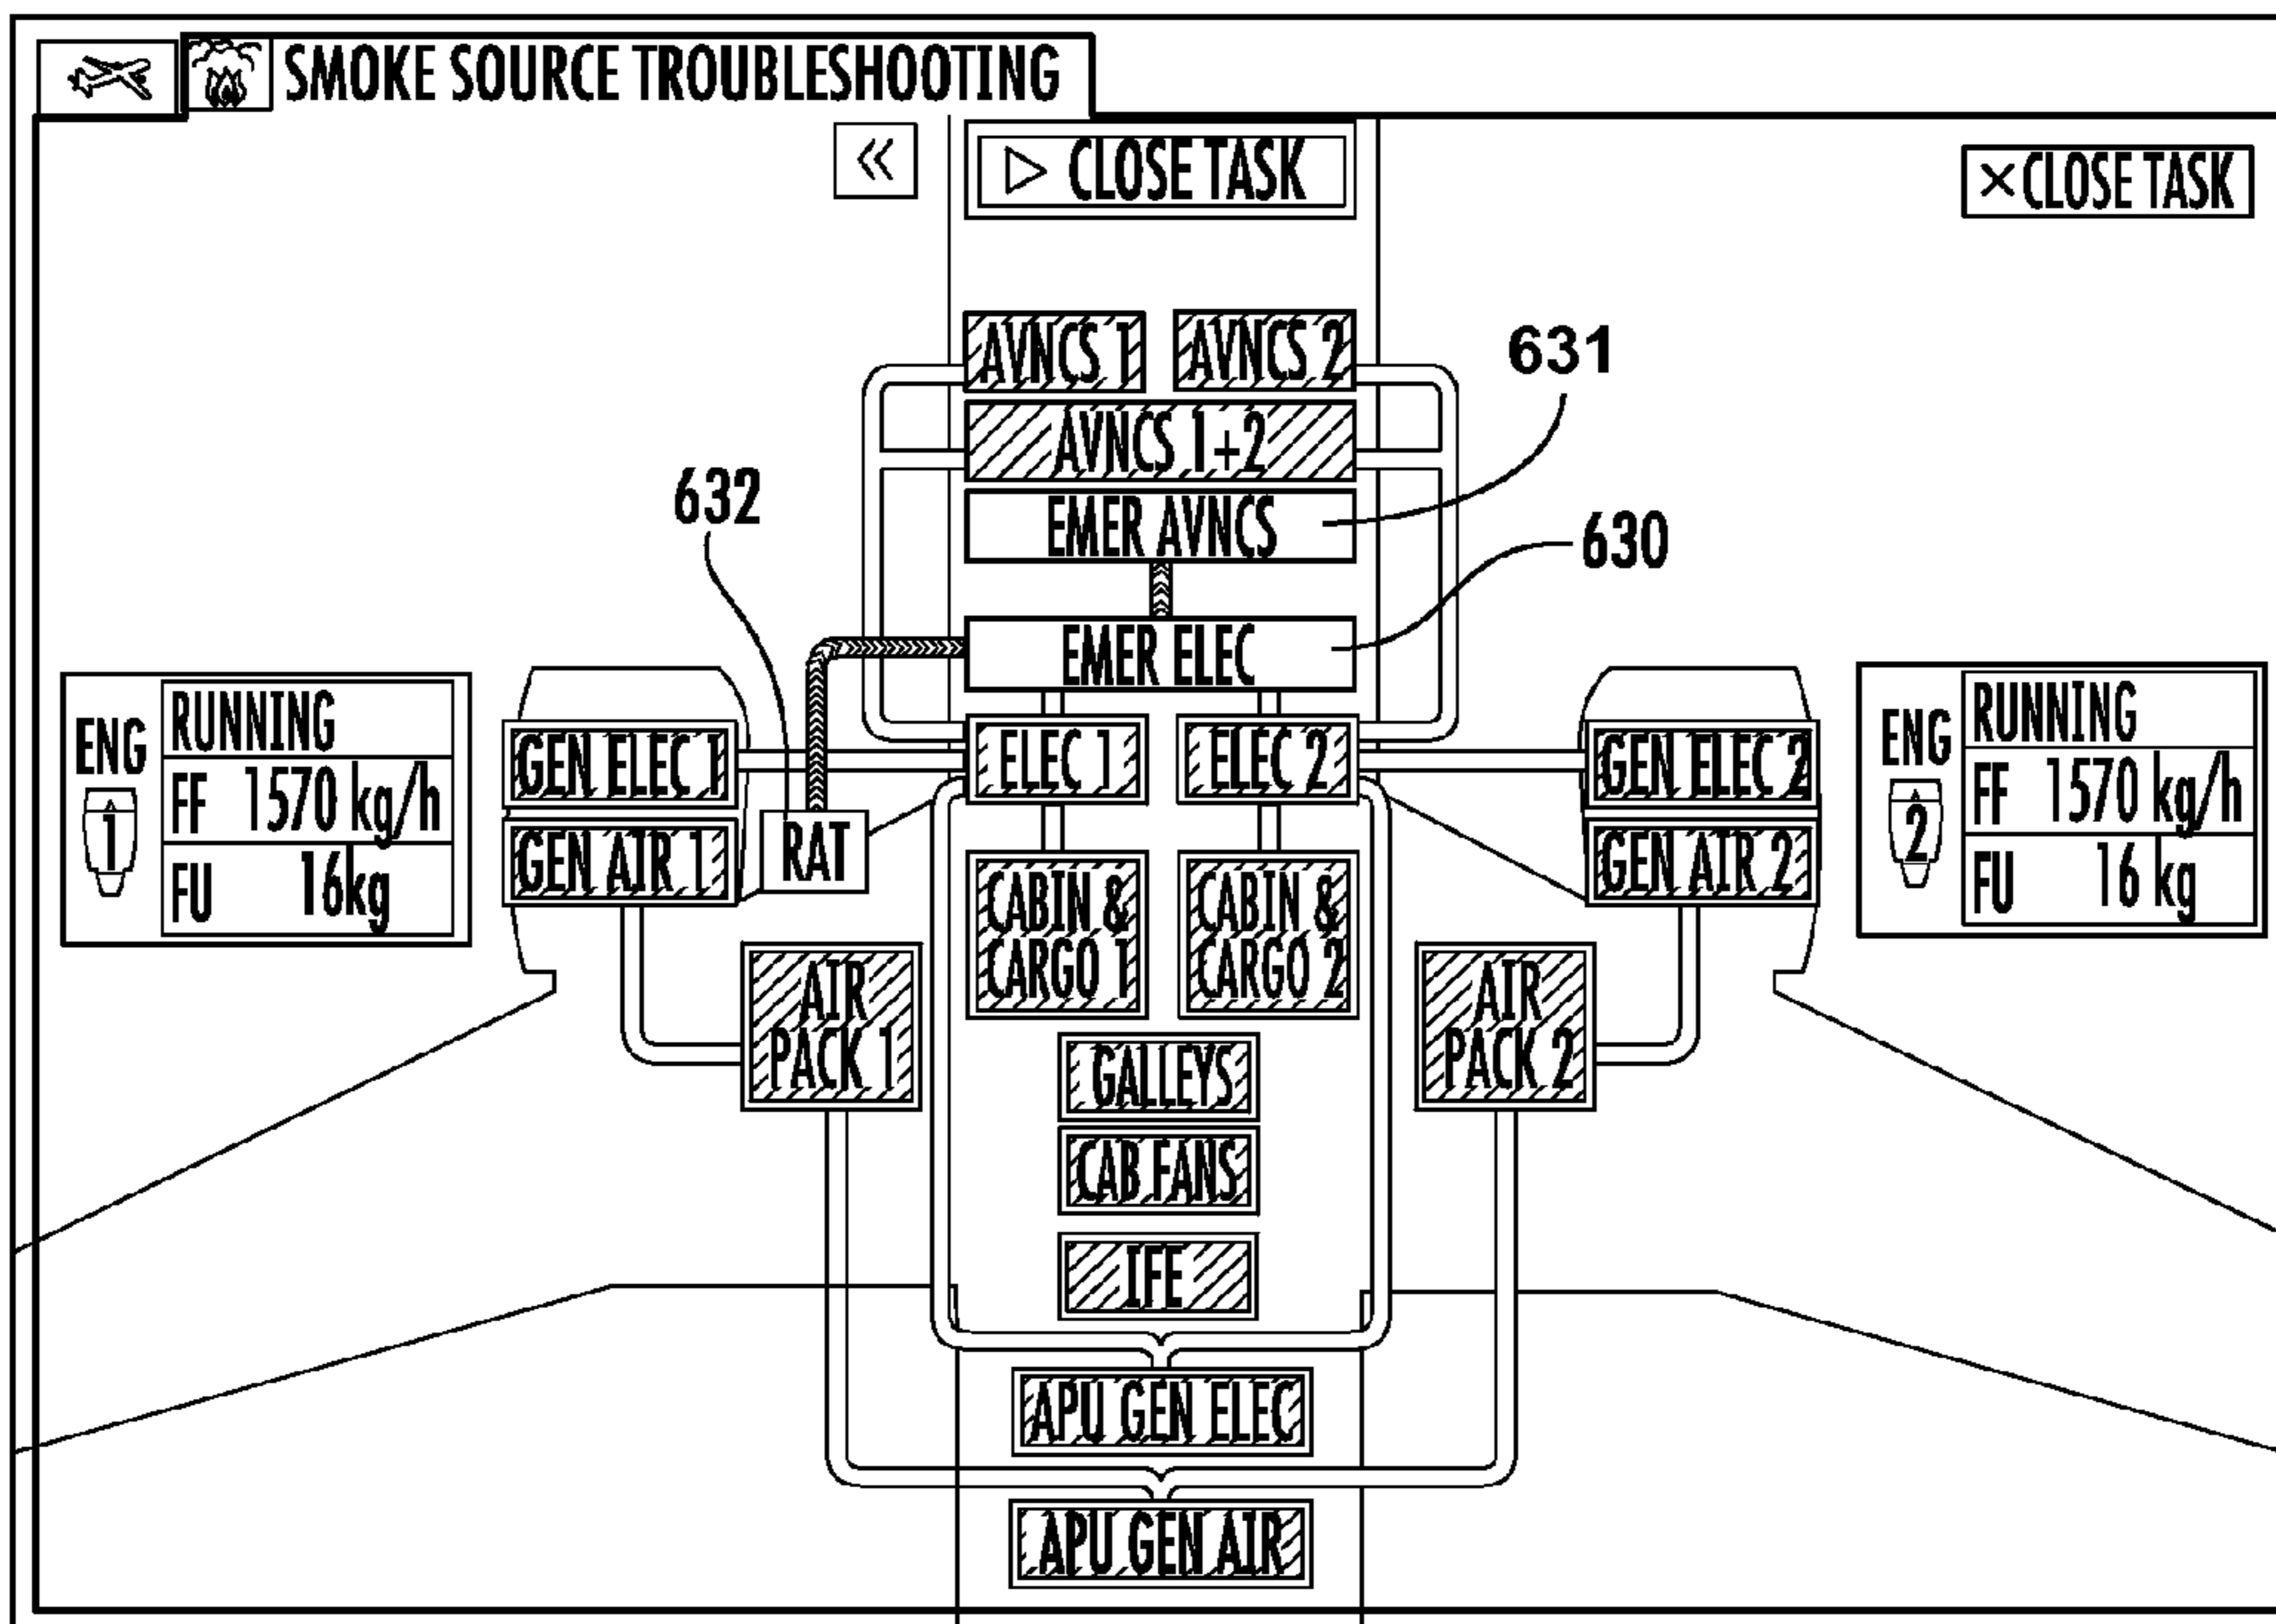 SMOKE SOURCE TROUBLESHOOTING
«
▷ CLOSE TASK
×CLOSE TASK
AVNCS 1
AVNCS 2
631
AVNCS 1+2
632
EMER AVNCS
630
EMER ELEC
ENG
1
RUNNING
FF 1570 kg/h
FU 16kg
GEN ELEC 1
GEN AIR 1
RAT
ELEC 1
ELEC 2
GEN ELEC 2
GEN AIR 2
ENG
2
RUNNING
FF 1570 kg/h
FU 16 kg
CABIN &
CARGO 1
CABIN &
CARGO 2
AIR
PACK 1
AIR
PACK 2
GALLEYS
CAB FANS
IFE
APU GEN ELEC
APU GEN AIR